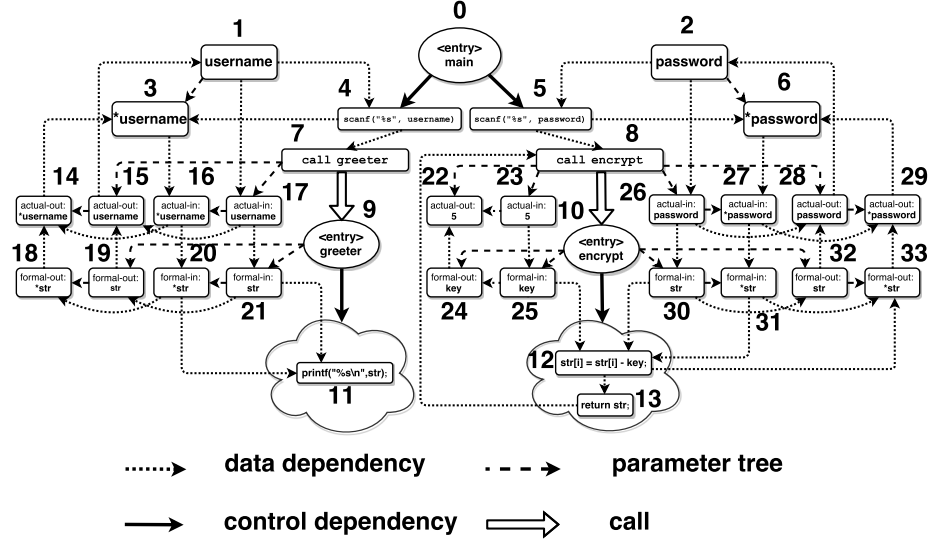 0
1
2
<entry>
main
username
password
3
4
5
6
*username
scanf("%s", username)
scanf("%s", password)
*password
7
8
call greeter
call encrypt
14
15
16
17
22
23
26
27
28
29
actual-out:
*username
actual-out:
username
actual-in:
*username
actual-in:
username
9
actual-out:
5
actual-in:
5
10
actual-in:
password
actual-in:
*password
actual-out:
password
actual-out:
*password
18
19
20
<entry>
greeter
<entry>
encrypt
32
33
formal-out:
*str
formal-out:
str
formal-in:
*str
formal-in:
str
formal-out:
key
formal-in:
key
formal-in:
str
formal-in:
*str
formal-out:
str
formal-out:
*str
21
24
25
30
31
12
str[i] = str[i] - key;
printf("%s\n",str);
11
return str;
13
data dependency
parameter tree
control dependency
call